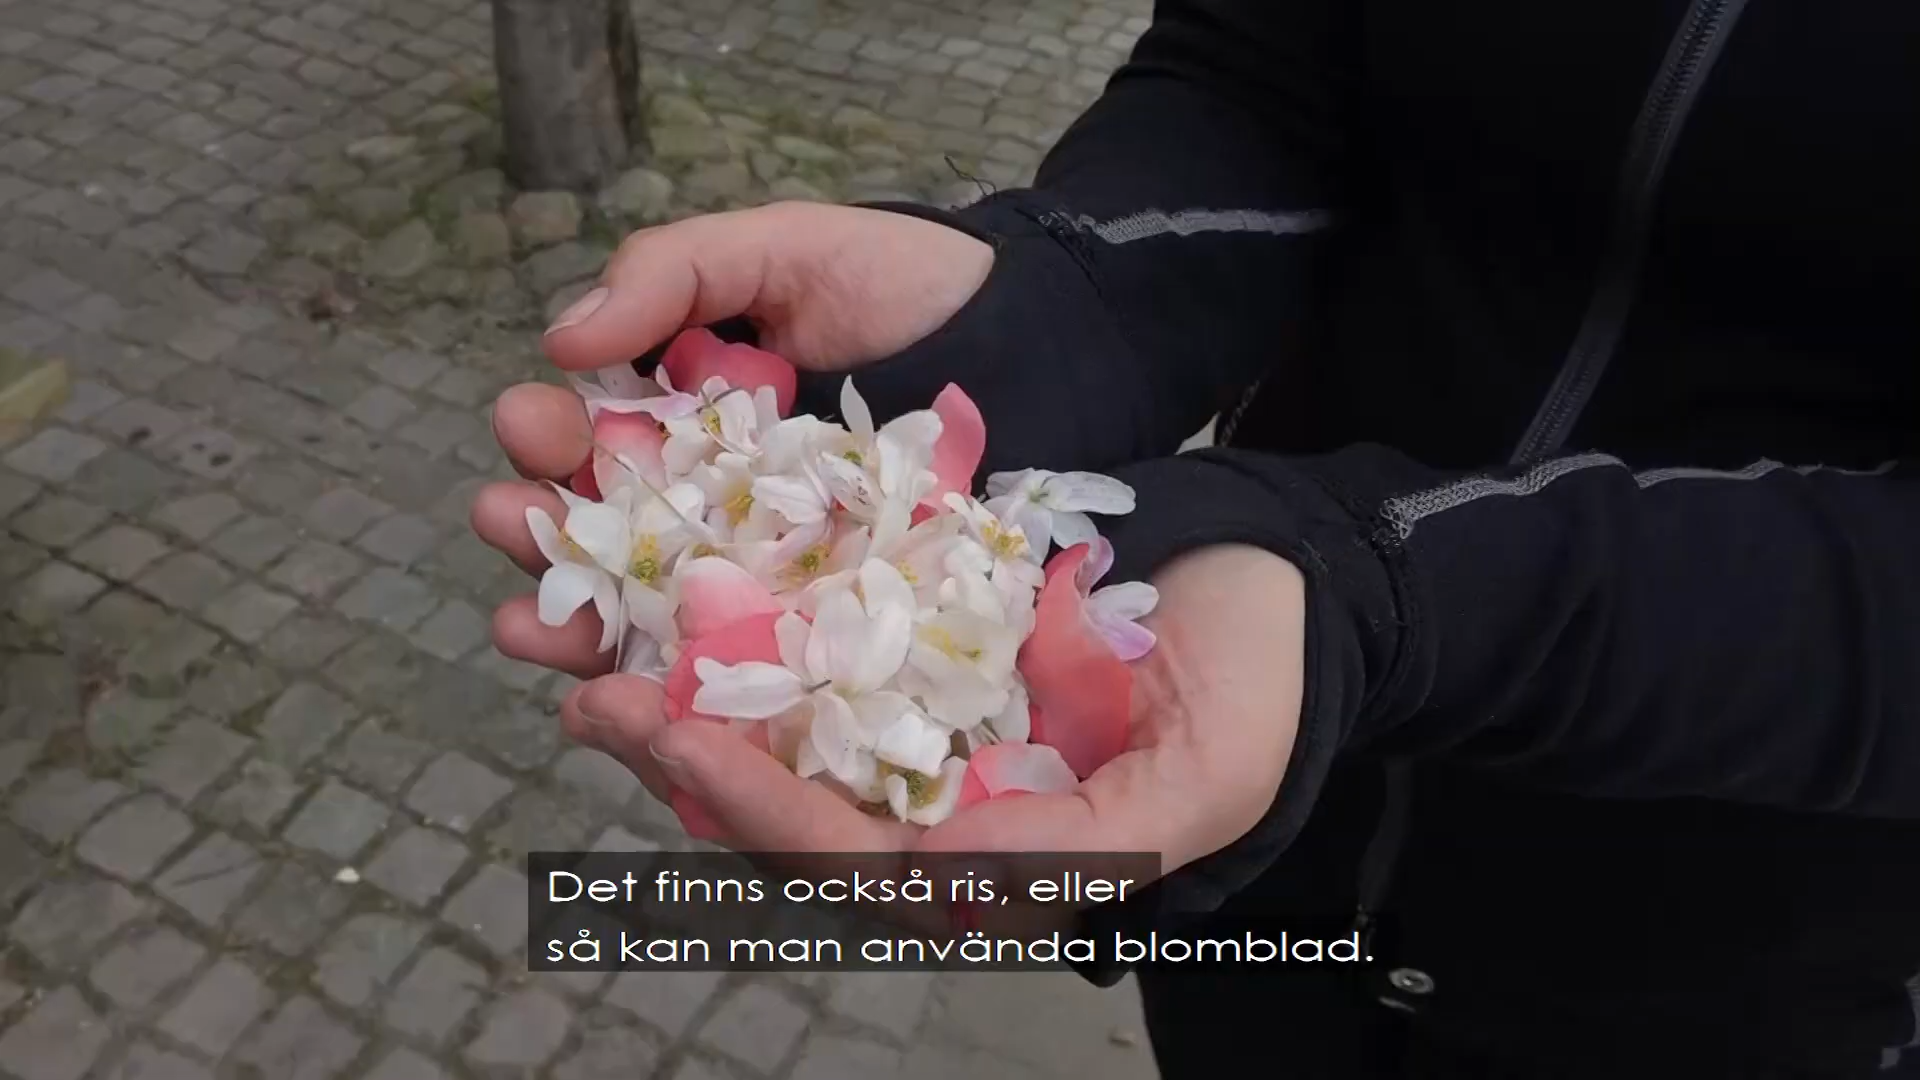 Det finns också ris, eller
så kan man använda blomblad.